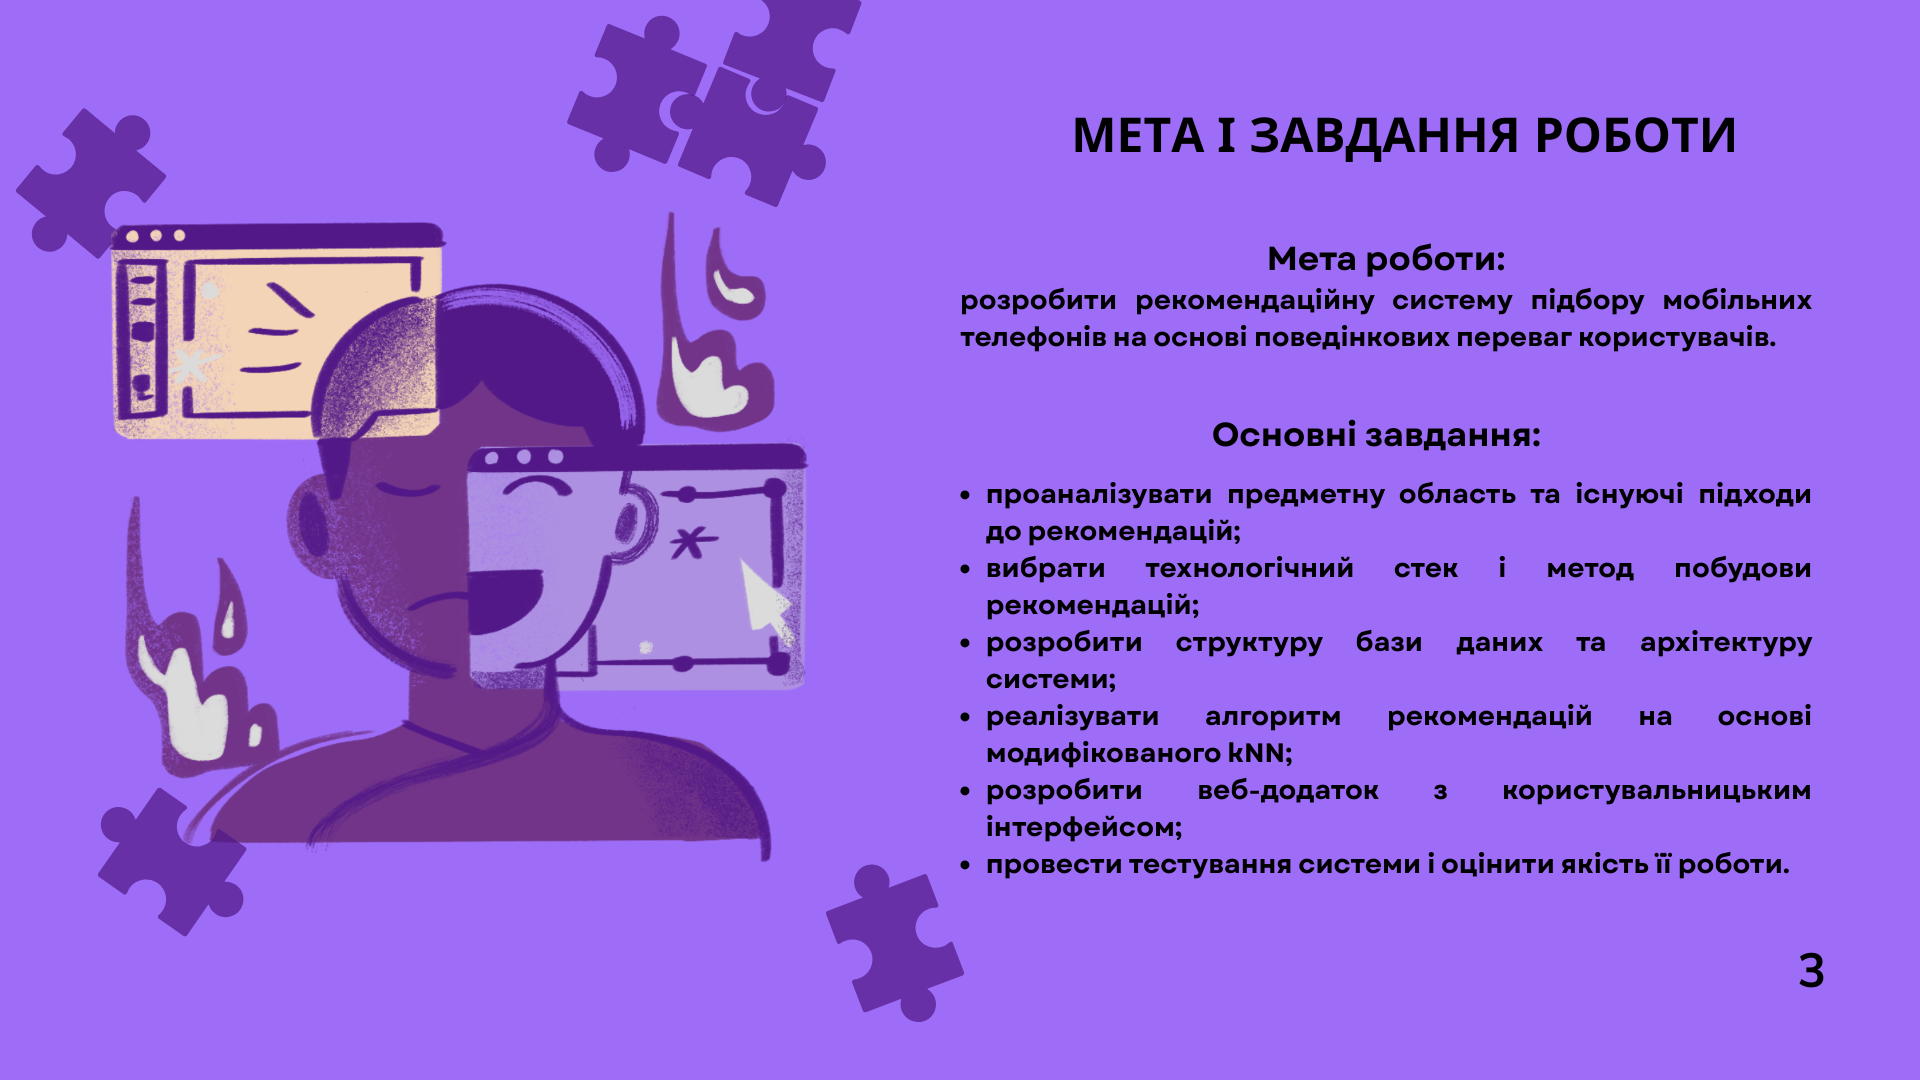 МЕТА І ЗАВДАННЯ РОБОТИ
Мета роботи:
розробити рекомендаційну систему підбору мобільних
телефонів на основі поведінкових переваг користувачів.
Основні завдання:
• проаналізувати предметну область та існуючі підходи
до рекомендацій;
• вибрати технологічний стек і метод побудови
рекомендацій;
• розробити структуру бази даних та архітектуру
системи;
• реалізувати алгоритм рекомендацій на основі
модифікованого kNN;
• розробити веб-додаток з користувальницьким
інтерфейсом;
• провести тестування системи і оцінити якість її роботи.
3